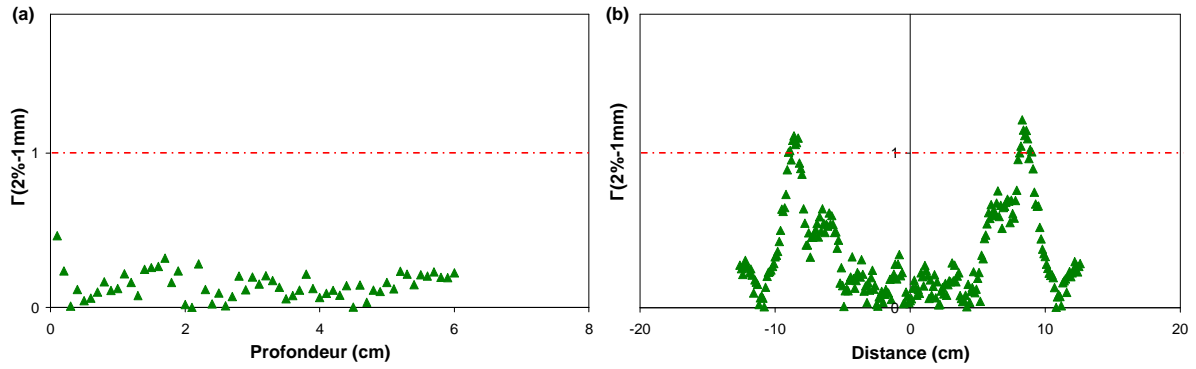 (a)
Γ(2%-1mm)
1
0
0 2 4 6 8
Profondeur (cm)
(b)
Γ(2%-1mm)
1
0
-20 -10 0 10 20
Distance (cm)